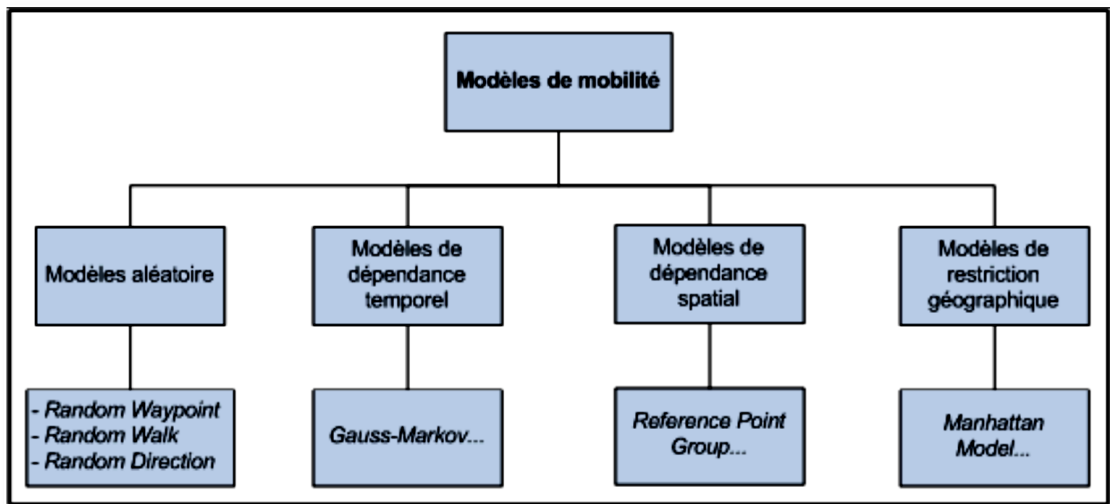 Modèles de mobilité
Modèles aléatoire
Modèles de
dépendance
temporel
Modèles de
dépendance
spatial
Modèles de
restriction
géographique
- Random Waypoint
- Random Walk
- Random Direction
Gauss-Markov...
Reference Point
Group...
Manhattan
Model...